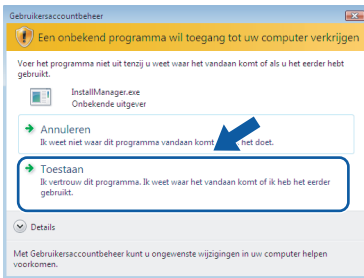 Gebruikersaccountbeheer
Een onbekend programma wil toegang tot uw computer verkrijgen
Voer het programma niet uit tenzij u weet waar het vandaan komt of als u het eerder hebt
gebruikt.
InstallManager.exe
Onbekende uitgever
Annuleren
Ik weet niet waar dit programma vandaan komt het doet.
Toestaan
Ik vertrouw dit programma. Ik weet waar het vandaan komt of ik heb het eerder
gebruikt.
Details
Met Gebruikersaccountbeheer kunt u ongewenste wijzigingen in uw computer helpen
voorkomen.